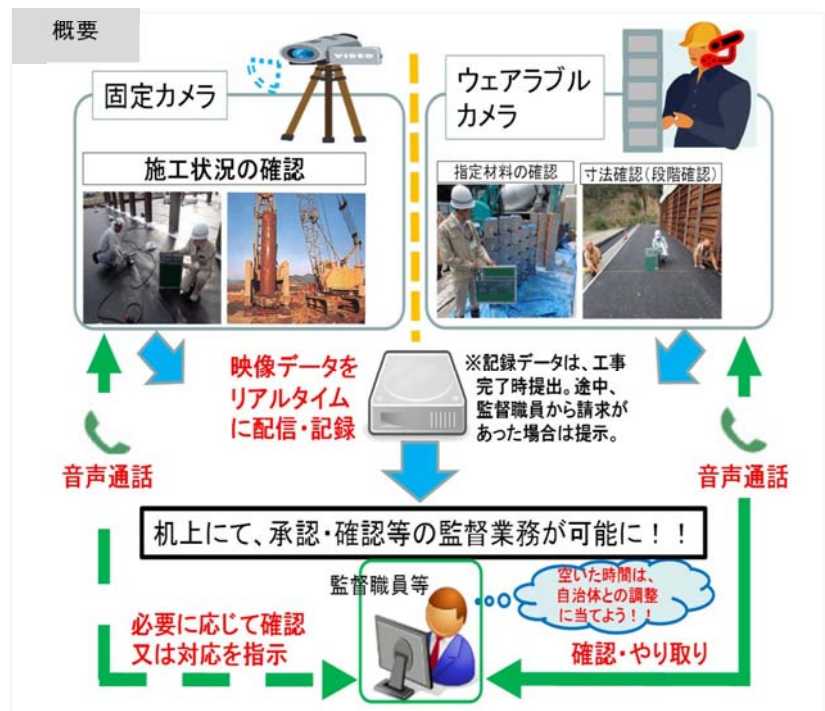 概要
VIDEO
固定カメラ
ウェアラブル
カメラ
施工状況の確認
指定材料の確認
寸法確認(段階確認)
映像データを
リアルタイム
に配信・記録
※記録データは、工事
完了時提出。途中、
監督職員から請求が
あった場合は提示。
音声通話
音声通話
机上にて、承認・確認等の監督業務が可能に！！
監督職員等
空いた時間は、
自治体との調整
に当てよう！！
必要に応じて確認
又は対応を指示
確認・やり取り